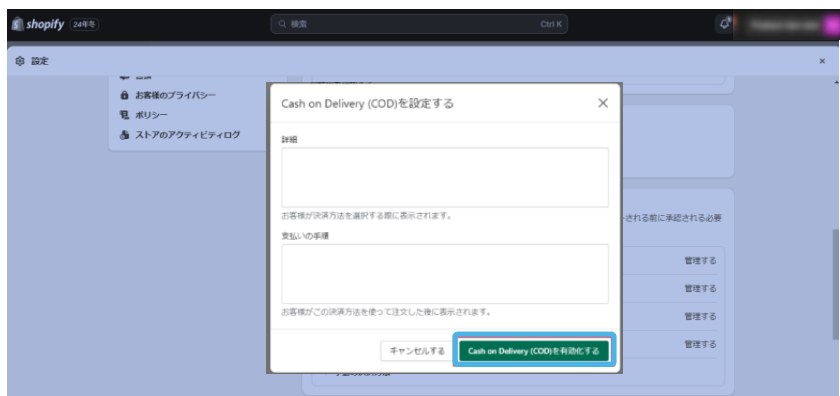 shopify 24年冬
検索
Ctrl K
設定
お客様のプライバシー
ポリシー
ストアのアクティビティログ
Cash on Delivery (COD)を設定する
詳細
お客様が決済方法を選択する際に表示されます。
支払いの手順
お客様がこの決済方法を使って注文した後に表示されます。
キャンセルする
Cash on Delivery (COD)を有効化する
される前に承認される必要
管理する
管理する
管理する
管理する